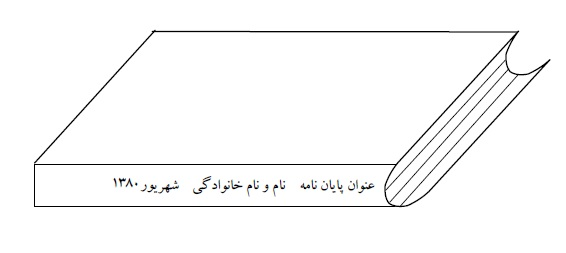 عنوان پایان نامه    نام و نام خانوادگی    شهریور ۱۳۸۰